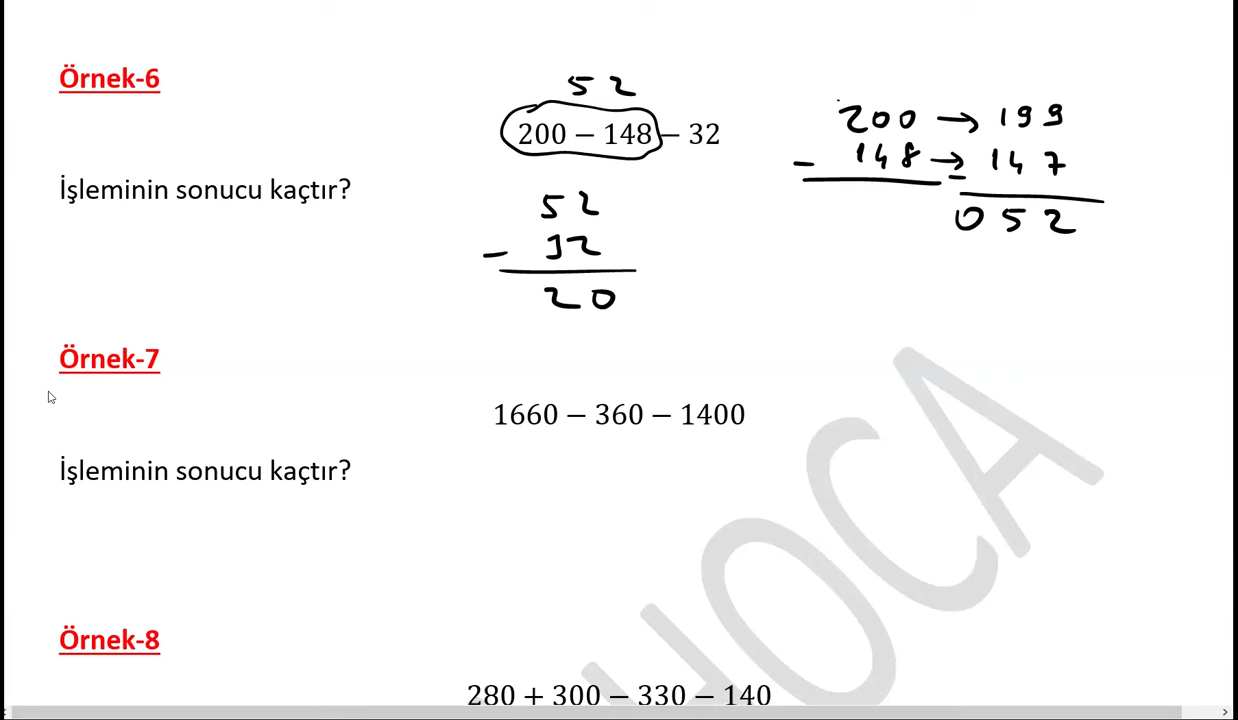 Örnek-6
52
200 − 148 − 32
200 → 199
− 148 → − 147
052
İşleminin sonucu kaçtır?
52
− 32
20
Örnek-7
1660 − 360 − 1400
İşleminin sonucu kaçtır?
HOCA
Örnek-8
280 + 300 − 330 − 140